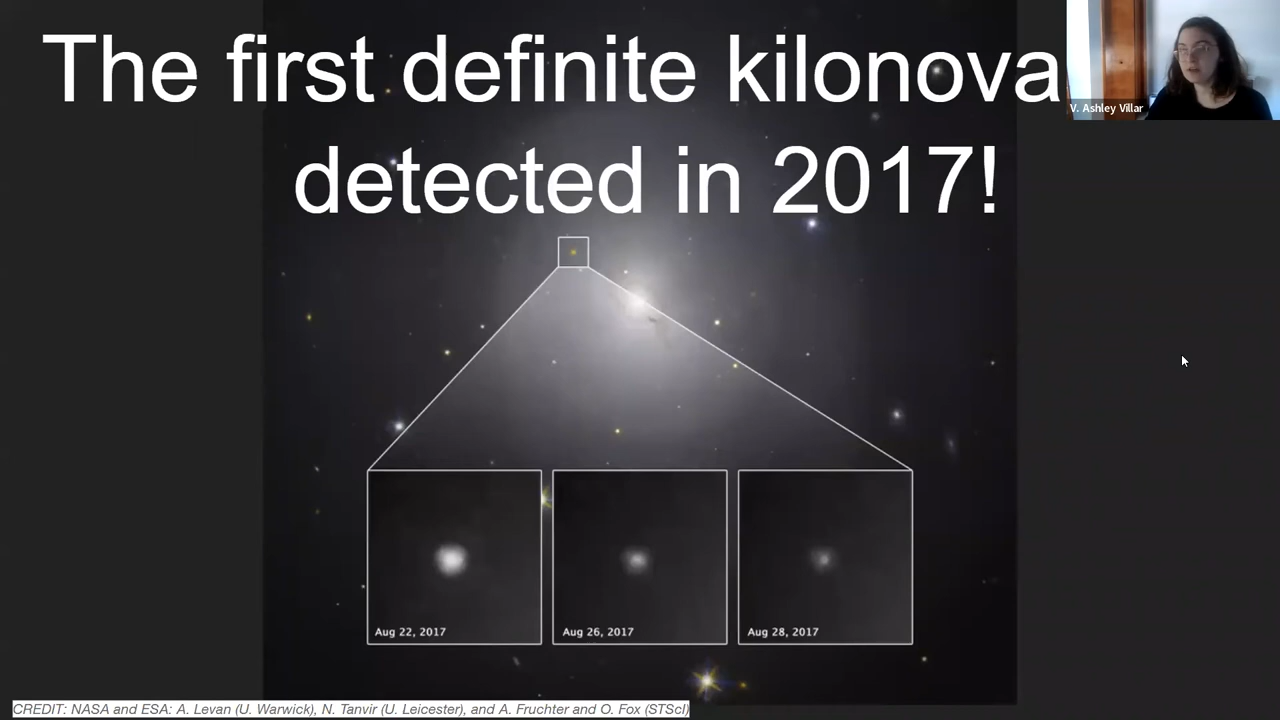 The first definite kilonova
detected in 2017!
V. Ashley Villar
Aug 22, 2017
Aug 26, 2017
Aug 28, 2017
CREDIT: NASA and ESA: A. Levan (U. Warwick), N. Tanvir (U. Leicester), and A. Fruchter and O. Fox (STScI)